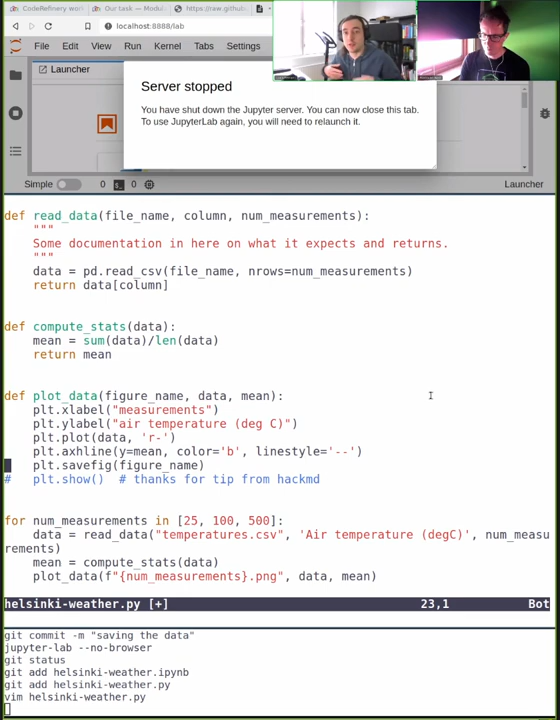 CodeRefinery wor
Our task — Mod
https://raw.github
localhost:8888/lab
File Edit View Run Kernel Tabs Settings
Launcher
Server stopped
You have shut down the Jupyter server. You can now close this tab.
To use JupyterLab again, you will need to relaunch it.
Simple 0 0 Launcher
def read_data(file_name, column, num_measurements):
"""
Some documentation in here on what it expects and returns.
"""
data = pd.read_csv(file_name, nrows=num_measurements)
return data[column]
def compute_stats(data):
mean = sum(data)/len(data)
return mean
def plot_data(figure_name, data, mean):
plt.xlabel("measurements")
plt.ylabel("air temperature (deg C)")
plt.plot(data, 'r-')
plt.axhline(y=mean, color='b', linestyle='--')
plt.savefig(figure_name)
# plt.show() # thanks for tip from hackmd
for num_measurements in [25, 100, 500]:
data = read_data("temperatures.csv", 'Air temperature (degC)', num_measu
rements)
mean = compute_stats(data)
plot_data(f"{num_measurements}.png", data, mean)
helsinki-weather.py [+] 23,1 Bot
git commit -m "saving the data"
jupyter-lab --no-browser
git status
git add helsinki-weather.ipynb
git add helsinki-weather.py
vim helsinki-weather.py